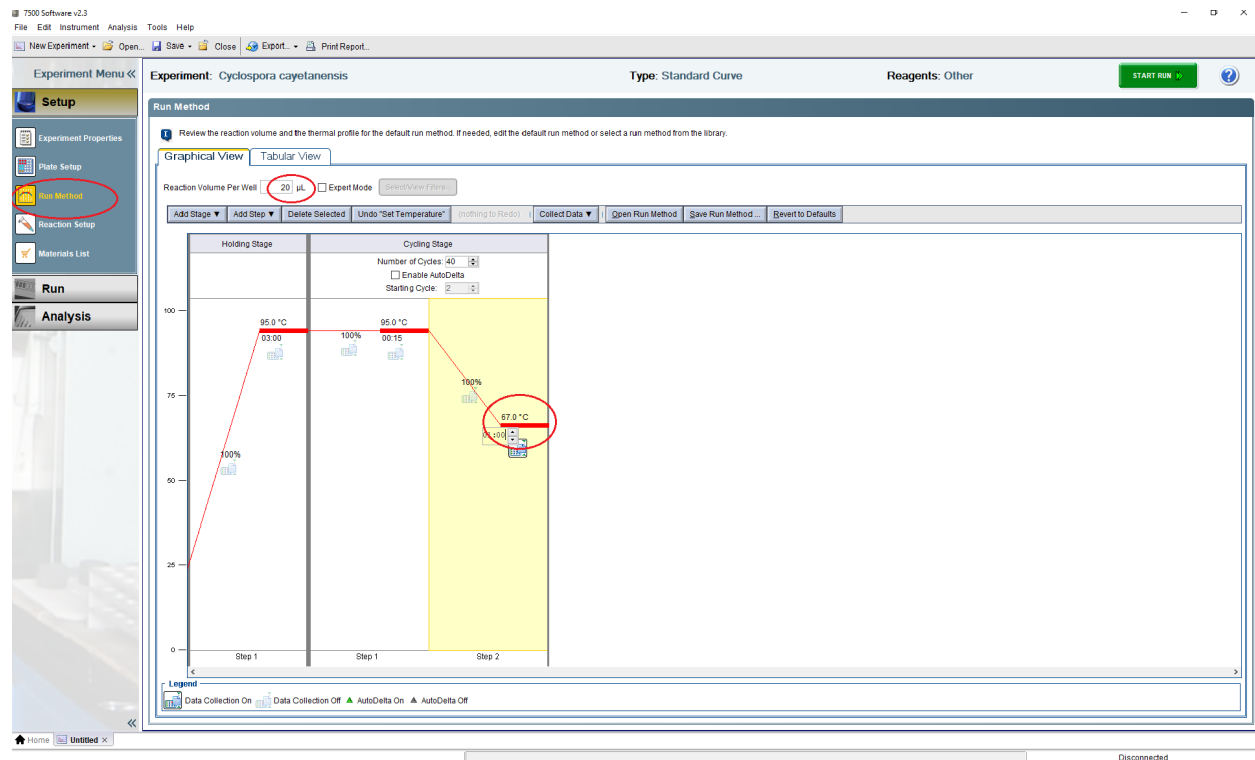 7500 Software v2.3
File Edit Instrument Analysis Tools Help
New Experiment Open... Save Close Export... Print Report...
Experiment Menu «
Experiment: Cyclospora cayetanensis Type: Standard Curve Reagents: Other START RUN
Setup
Run Method
Experiment Properties
Plate Setup
Run Method
Reaction Setup
Materials List
Run
Analysis
Review the reaction volume and the thermal profile for the default run method. If needed, edit the default run method or select a run method from the library.
Graphical View Tabular View
Reaction Volume Per Well 20 µL Expert Mode Select/View Filters...
Add Stage ▼ Add Step ▼ Delete Selected Undo "Set Temperature" (nothing to Redo) Collect Data ▼ Open Run Method Save Run Method ... Revert to Defaults
Holding Stage Cycling Stage
Number of Cycles: 40
Enable AutoDelta
Starting Cycle: 2
100
95.0 °C 95.0 °C
03:00 100% 00:15
100%
75
67.0 °C
01:00
100%
50
25
0
Step 1 Step 1 Step 2
Legend
Data Collection On Data Collection Off ▲ AutoDelta On ▲ AutoDelta Off
«
Home Untitled ×
Disconnected